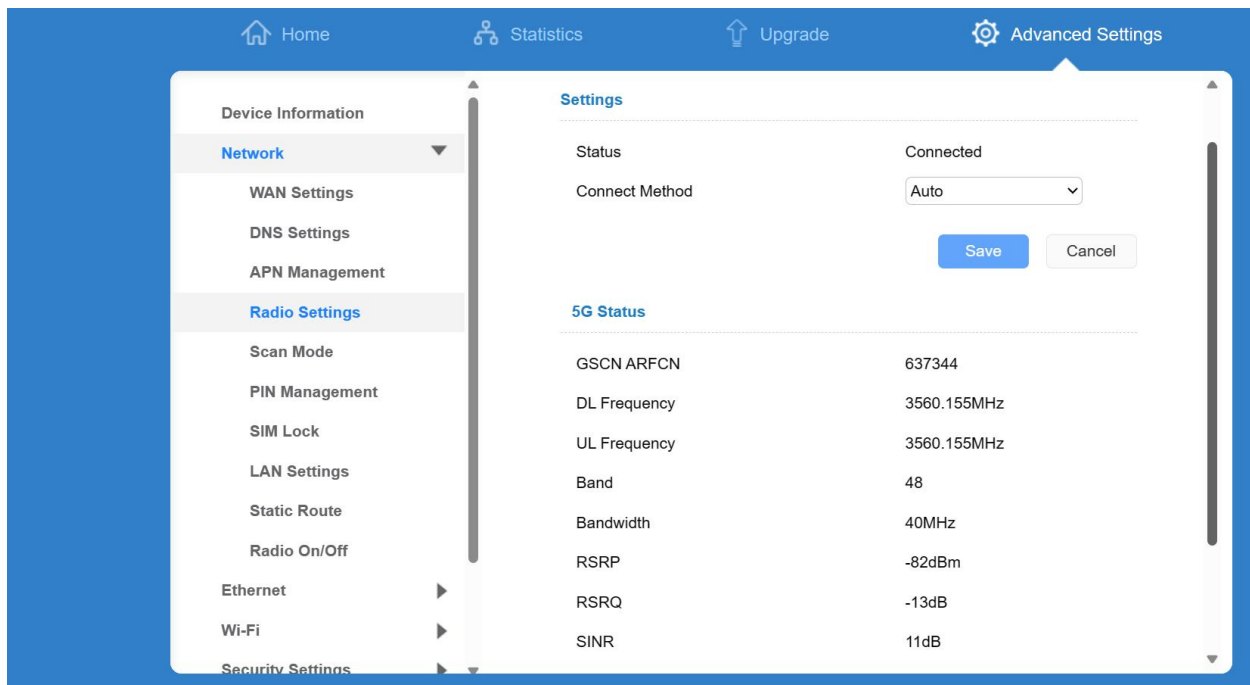 Home Statistics Upgrade Advanced Settings
Device Information
Network
WAN Settings
DNS Settings
APN Management
Radio Settings
Scan Mode
PIN Management
SIM Lock
LAN Settings
Static Route
Radio On/Off
Ethernet
Wi-Fi
Security Settings
Settings
Status Connected
Connect Method Auto
Save Cancel
5G Status
GSCN ARFCN 637344
DL Frequency 3560.155MHz
UL Frequency 3560.155MHz
Band 48
Bandwidth 40MHz
RSRP -82dBm
RSRQ -13dB
SINR 11dB